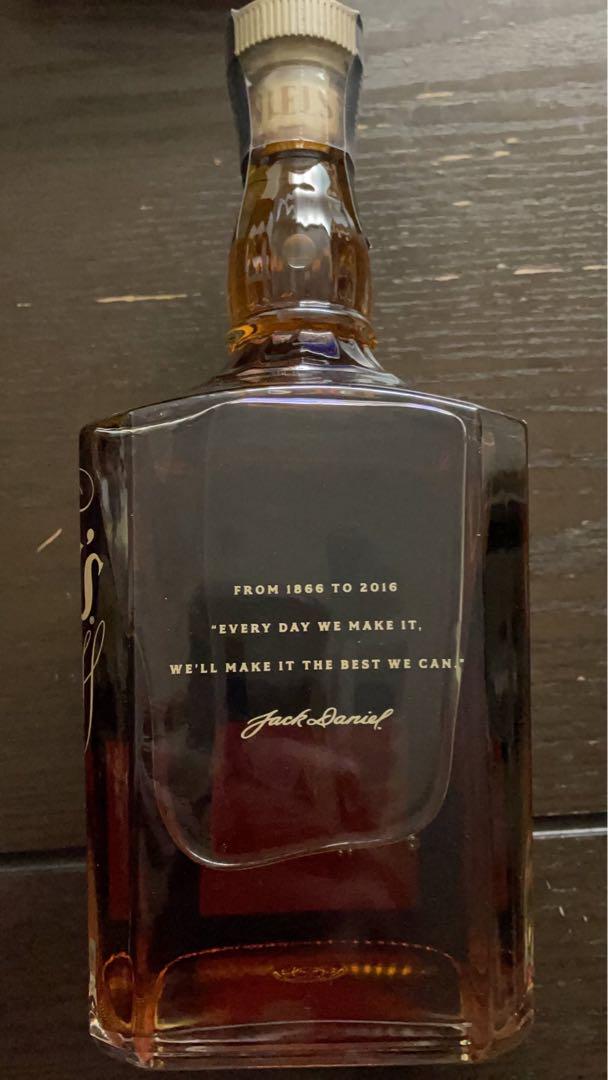 FROM 1866 TO 2016
"EVERY DAY WE MAKE IT,
WE'LL MAKE IT THE BEST WE CAN."
Jack Daniel